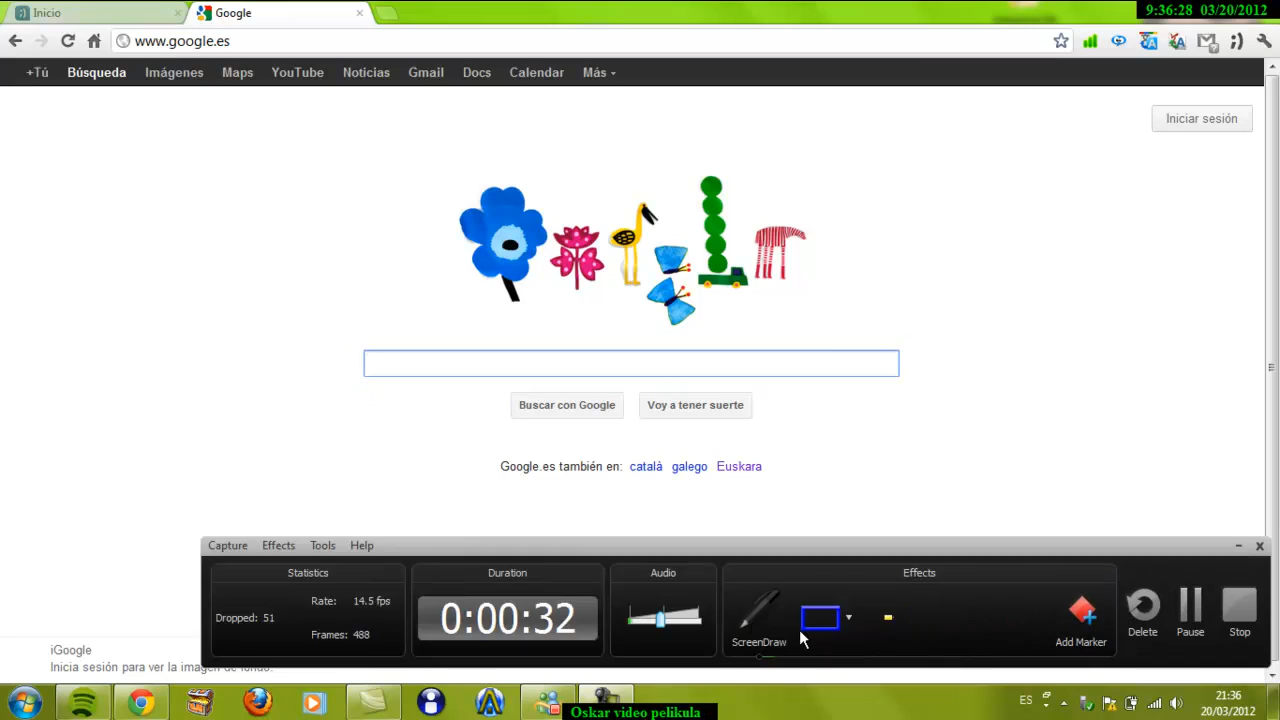 Inicio
Google
9:36:28 03/20/2012
www.google.es
+Tú Búsqueda Imágenes Maps YouTube Noticias Gmail Docs Calendar Más
Iniciar sesión
Buscar con Google Voy a tener suerte
Google.es también en: català galego Euskara
Capture Effects Tools Help
Statistics Duration Audio Effects
Rate: 14.5 fps
Dropped: 51
Frames: 488
0:00:32
ScreenDraw
Add Marker
Delete Pause Stop
iGoogle
Inicia sesión para ver la imagen de fondo.
ES
21:36
20/03/2012
Oskar video pelikula